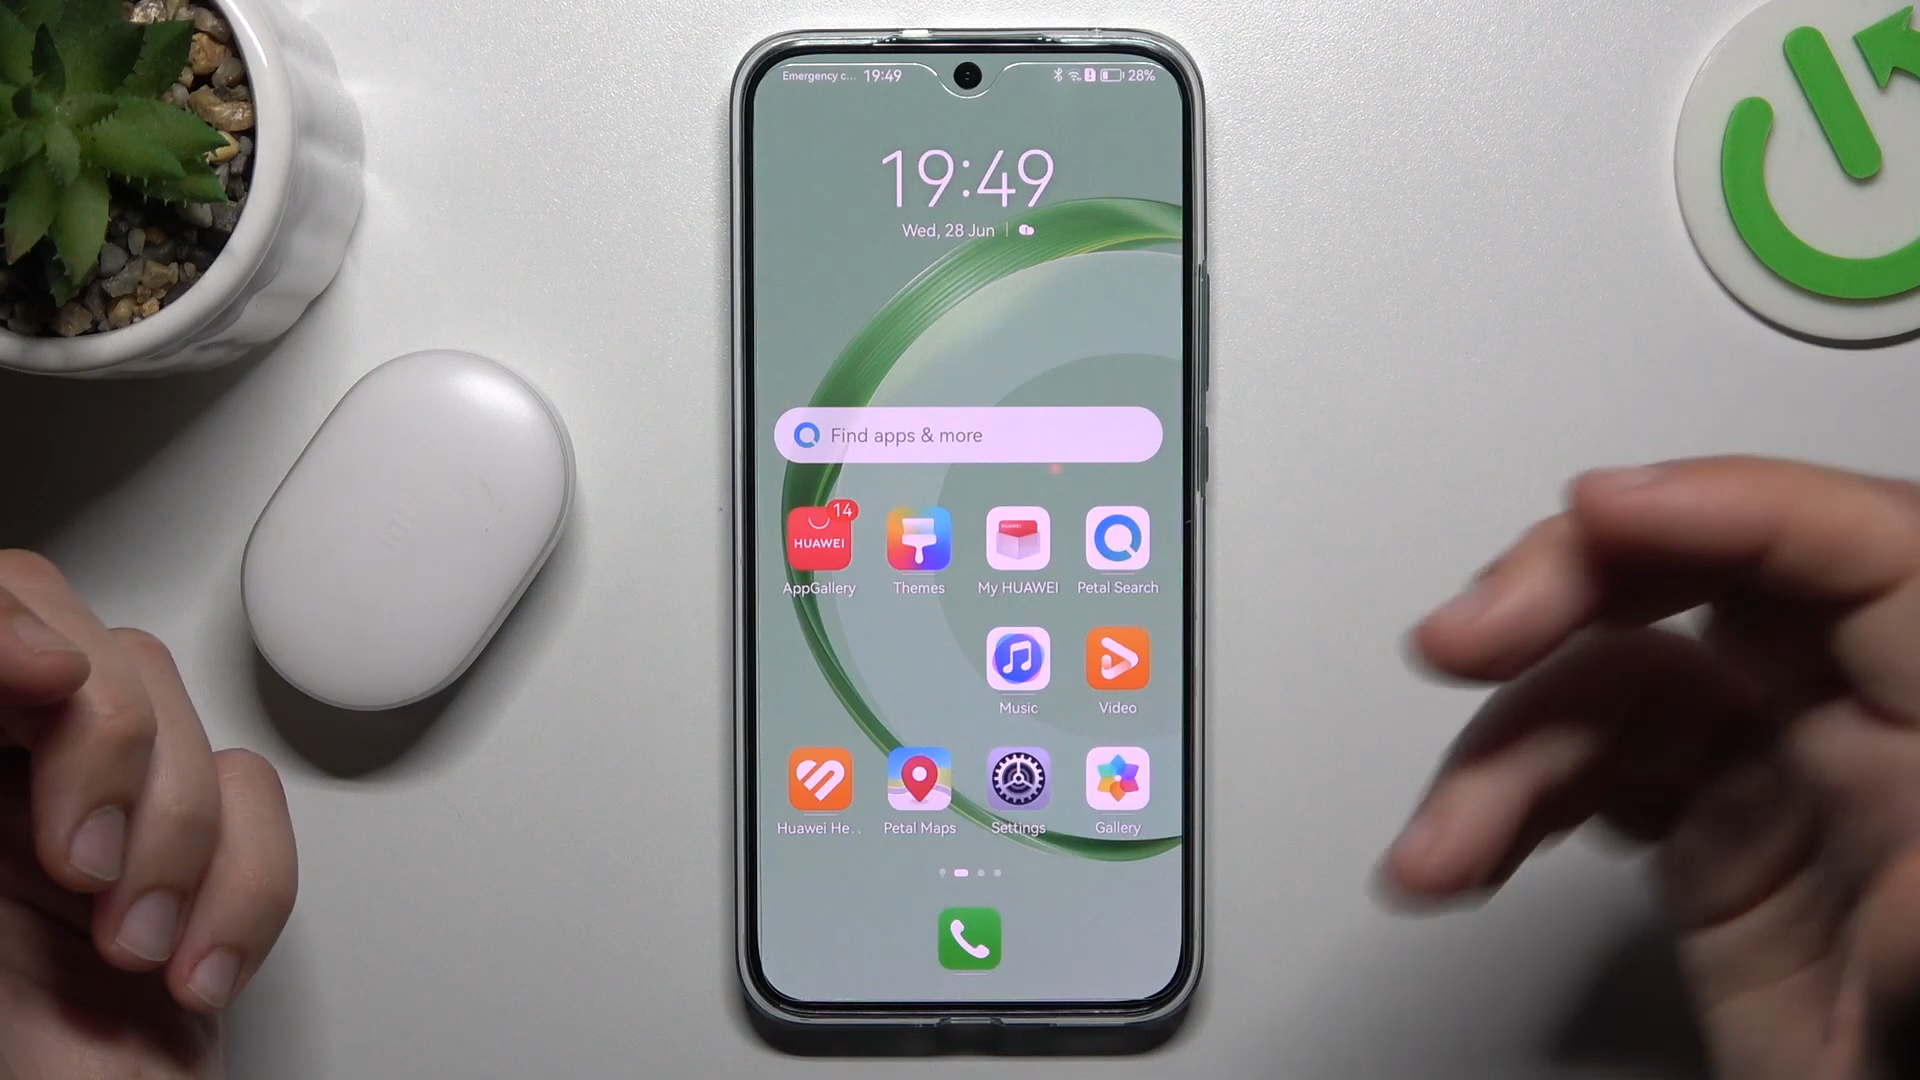 Emergency c... 19:49 28%
19:49
Wed, 28 Jun
Find apps & more
14
HUAWEI
HUAWEI
AppGallery Themes My HUAWEI Petal Search
Music Video
Huawei He.. Petal Maps Settings Gallery